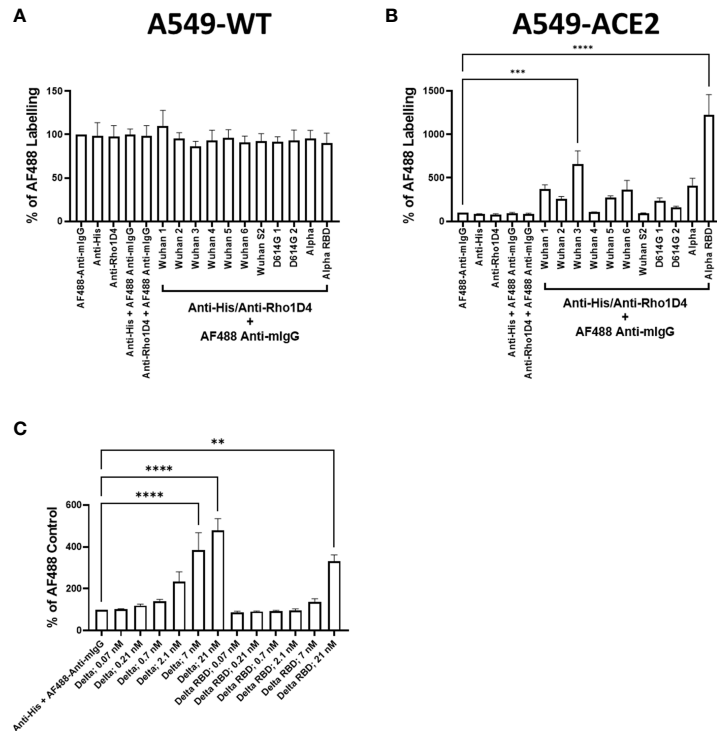 A
A549-WT
% of AF488 Labelling
150
100
50
0
AF488-Anti-mIgG
Anti-His
Anti-Rho1D4
Anti-His + AF488 Anti-mIgG
Anti-Rho1D4 + AF488 Anti-mIgG
Wuhan 1
Wuhan 2
Wuhan 3
Wuhan 4
Wuhan 5
Wuhan 6
Wuhan S2
D614G 1
D614G 2
Alpha
Alpha RBD
Anti-His/Anti-Rho1D4
+
AF488 Anti-mIgG
B
A549-ACE2
****
***
% of AF488 Labelling
1500
1000
500
0
AF488-Anti-mIgG
Anti-His
Anti-Rho1D4
Anti-His + AF488 Anti-mIgG
Anti-Rho1D4 + AF488 Anti-mIgG
Wuhan 1
Wuhan 2
Wuhan 3
Wuhan 4
Wuhan 5
Wuhan 6
Wuhan S2
D614G 1
D614G 2
Alpha
Alpha RBD
Anti-His/Anti-Rho1D4
+
AF488 Anti-mIgG
C
**
****
****
% of AF488 Control
600
400
200
0
Anti-His + AF488-Anti-mIgG
Delta; 0.07 nM
Delta; 0.21 nM
Delta; 0.7 nM
Delta; 2.1 nM
Delta; 7 nM
Delta; 21 nM
Delta RBD; 0.07 nM
Delta RBD; 0.21 nM
Delta RBD; 0.7 nM
Delta RBD; 2.1 nM
Delta RBD; 7 nM
Delta RBD; 21 nM